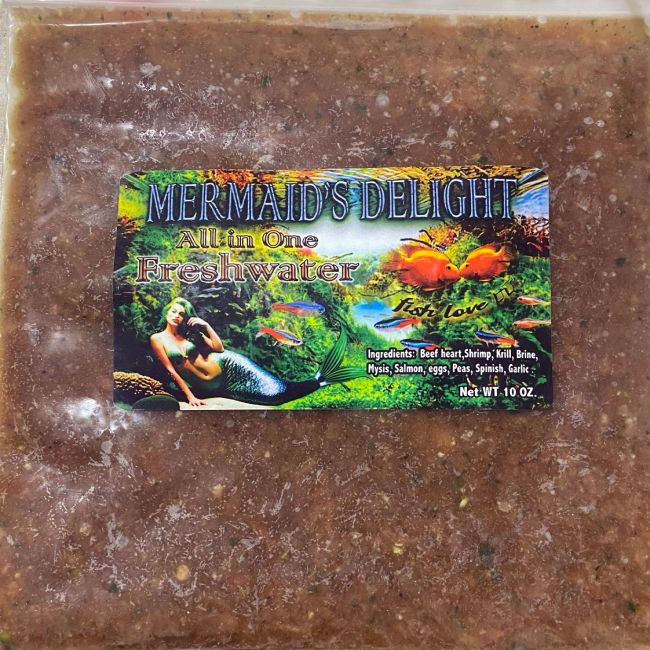 MERMAID'S DELIGHT
All in One
Freshwater
fish love it.
Ingredients: Beef heart,Shrimp, Krill, Brine,
Mysis, Salmon, eggs, Peas, Spinish, Garlic .
Net WT 10 OZ.